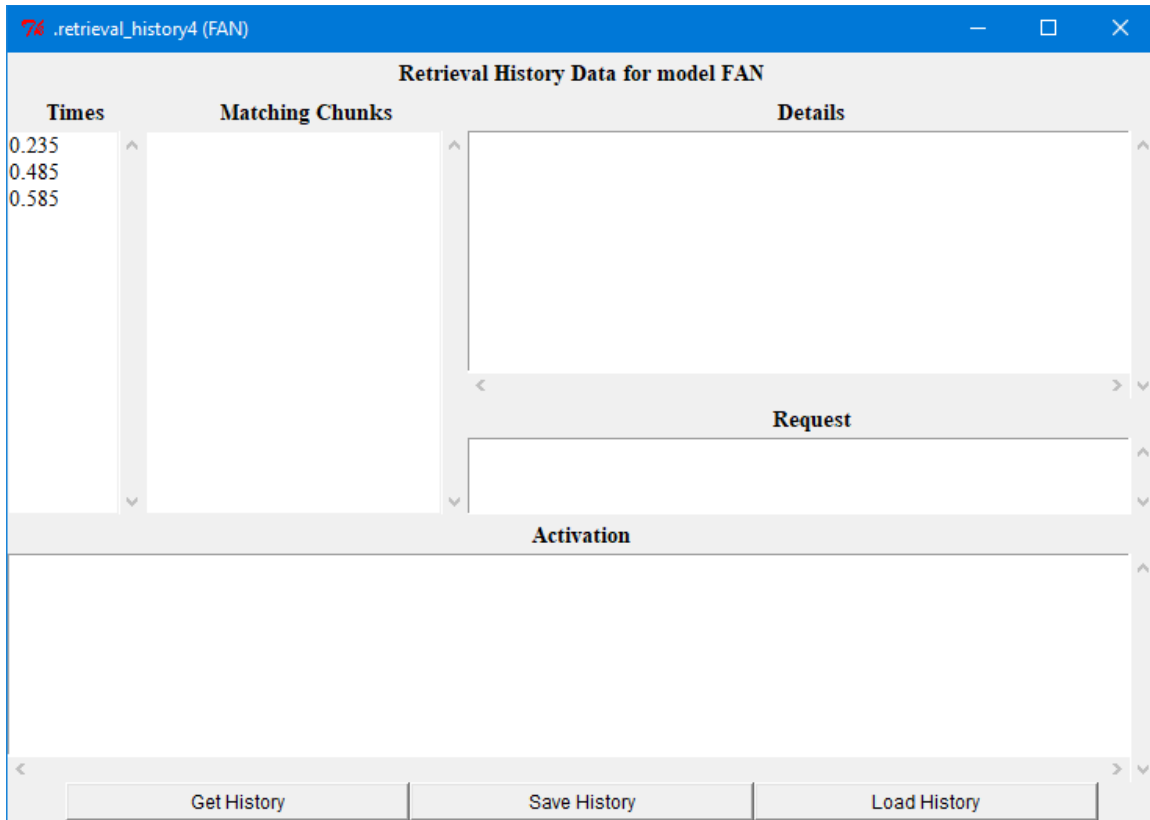 .retrieval_history4 (FAN)
Retrieval History Data for model FAN
Times
Matching Chunks
Details
0.235
0.485
0.585
Request
Activation
Get History
Save History
Load History